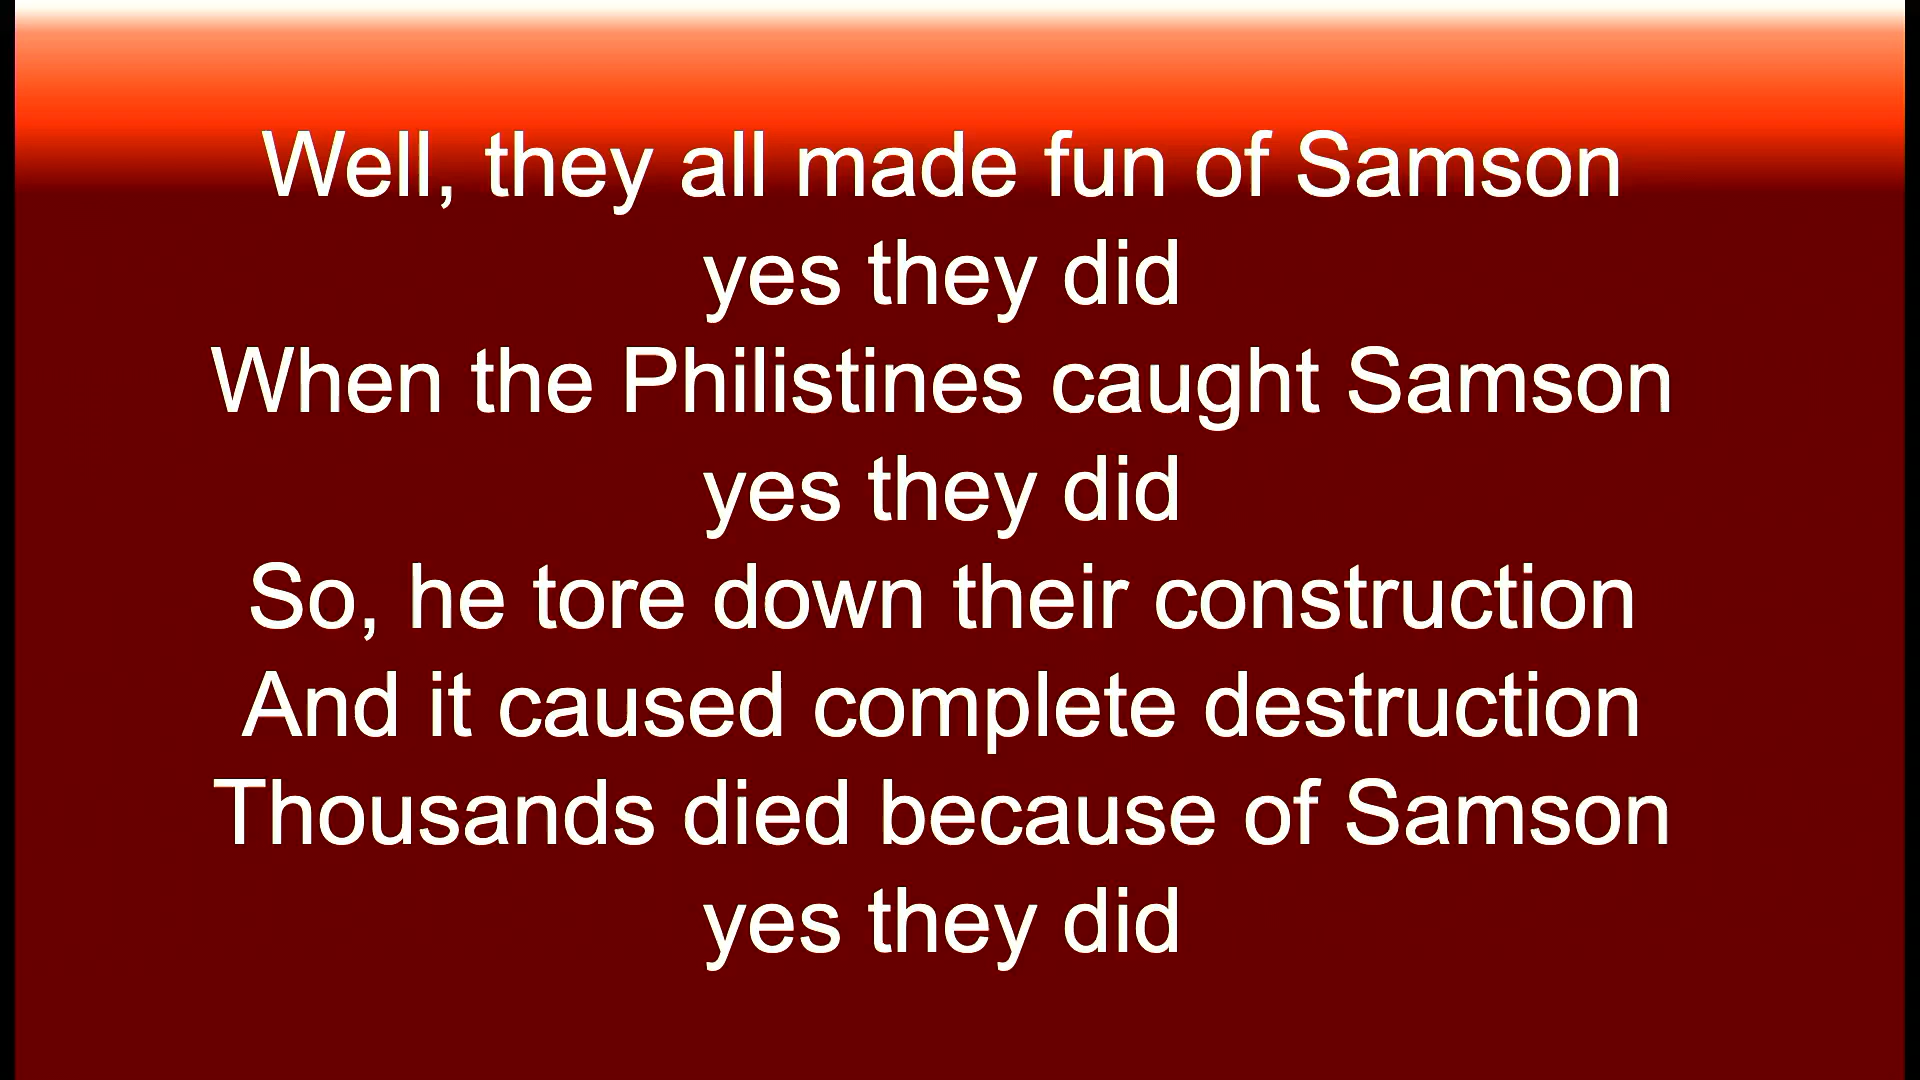 Well, they all made fun of Samson
yes they did
When the Philistines caught Samson
yes they did
So, he tore down their construction
And it caused complete destruction
Thousands died because of Samson
yes they did